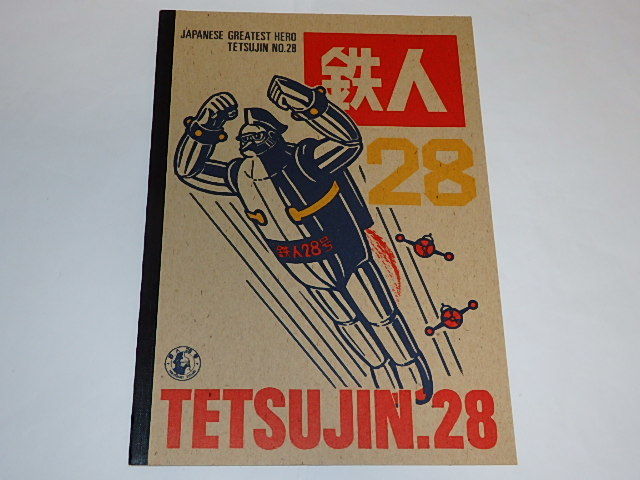 JAPANESE GREATEST HERO
TETSUJIN NO.28
鉄人
28
鉄人28号
TETSUJIN.28